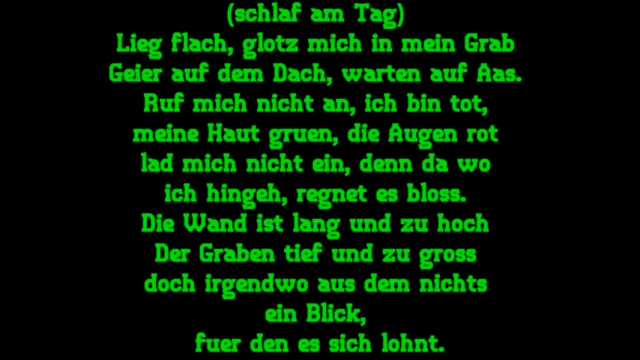 (schlaf am Tag)
Lieg flach, glotz mich in mein Grab
Geier auf dem Dach, warten auf Aas.
Ruf mich nicht an, ich bin tot,
meine Haut gruen, die Augen rot
lad mich nicht ein, denn da wo
ich hingeh, regnet es bloss.
Die Wand ist lang und zu hoch
Der Graben tief und zu gross
doch irgendwo aus dem nichts
ein Blick,
fuer den es sich lohnt.